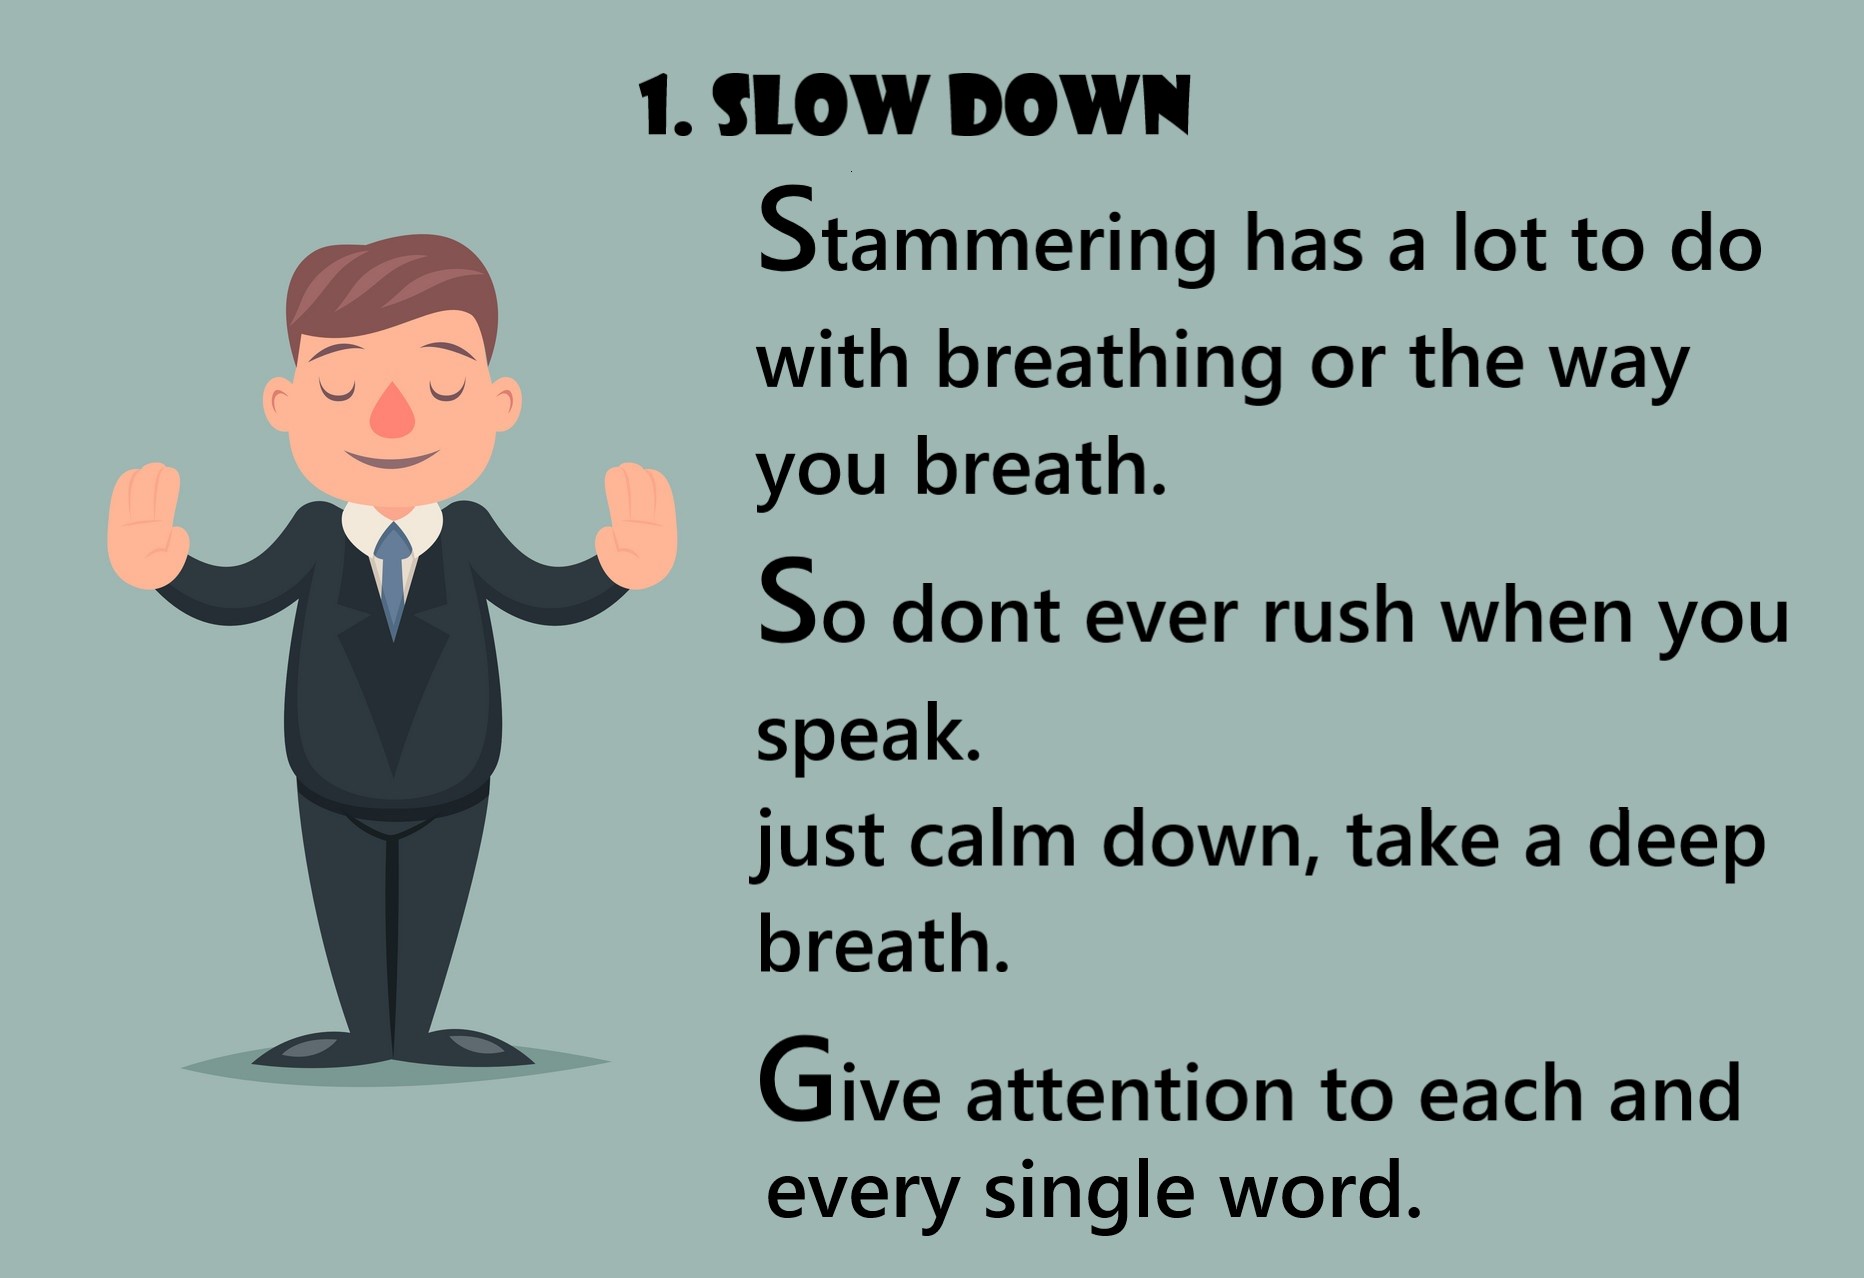 1. SLOW DOWN
Stammering has a lot to do
with breathing or the way
you breath.
So dont ever rush when you
speak.
just calm down, take a deep
breath.
Give attention to each and
every single word.